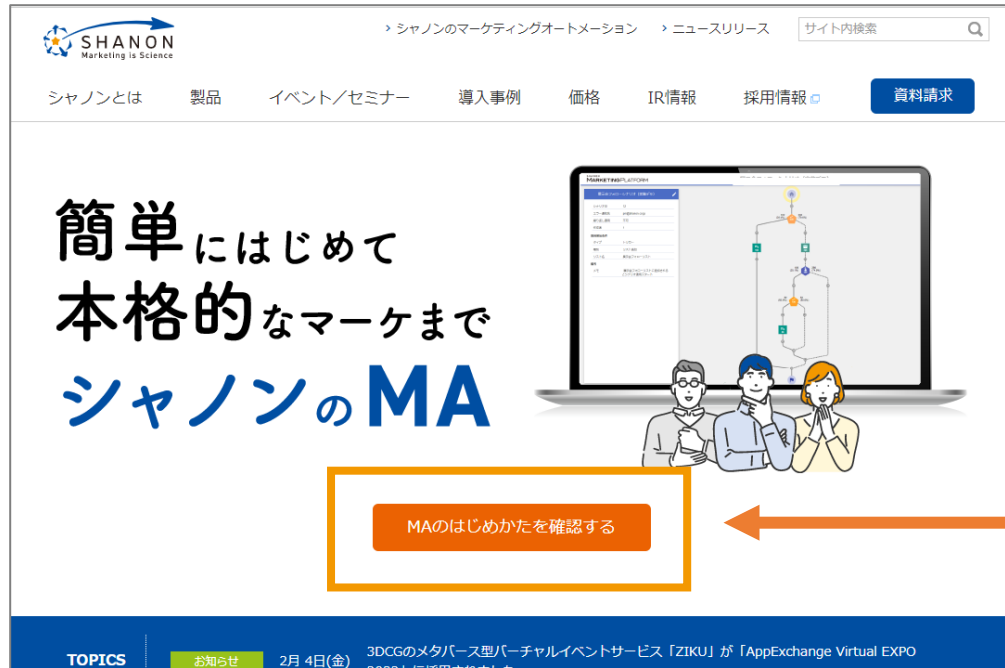 SHANON
Marketing is Science
シャノンのマーケティングオートメーション
ニュースリリース
サイト内検索
シャノンとは
製品
イベント／セミナー
導入事例
価格
IR情報
採用情報
資料請求
MARKETINGPLATFORM
簡単にはじめて
本格的なマーケまで
シャノンのMA
MAのはじめかたを確認する
TOPICS
お知らせ
2月 4日(金)
3DCGのメタバース型バーチャルイベントサービス「ZIKU」が「AppExchange Virtual EXPO